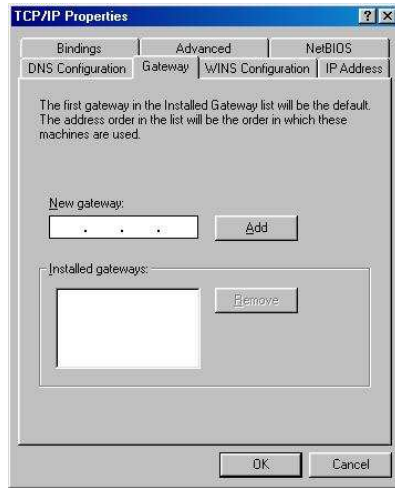 TCP/IP Properties
? X
Bindings Advanced NetBIOS
DNS Configuration Gateway WINS Configuration IP Address
The first gateway in the Installed Gateway list will be the default.
The address order in the list will be the order in which these
machines are used.
New gateway:
. . .
Add
Installed gateways:
Remove
OK Cancel